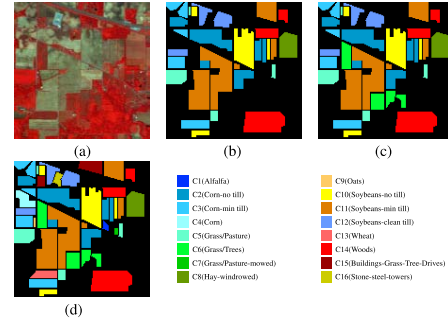 (a)
(b)
(c)
(d)
C1(Alfalfa)
C2(Corn-no till)
C3(Corn-min till)
C4(Corn)
C5(Grass/Pasture)
C6(Grass/Trees)
C7(Grass/Pasture-mowed)
C8(Hay-windrowed)
C9(Oats)
C10(Soybeans-no till)
C11(Soybeans-min till)
C12(Soybeans-clean till)
C13(Wheat)
C14(Woods)
C15(Buildings-Grass-Tree-Drives)
C16(Stone-steel-towers)